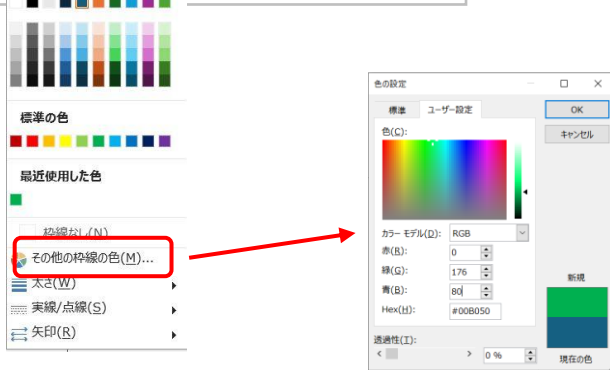 標準の色
最近使用した色
枠線なし(N)
その他の枠線の色(M)...
太さ(W)
実線/点線(S)
矢印(R)
色の設定
標準 ユーザー設定
OK
キャンセル
色(C):
カラー モデル(D): RGB
赤(R): 0
緑(G): 176
青(B): 80
Hex(H): #00B050
新規
現在の色
透過性(T):
0 %